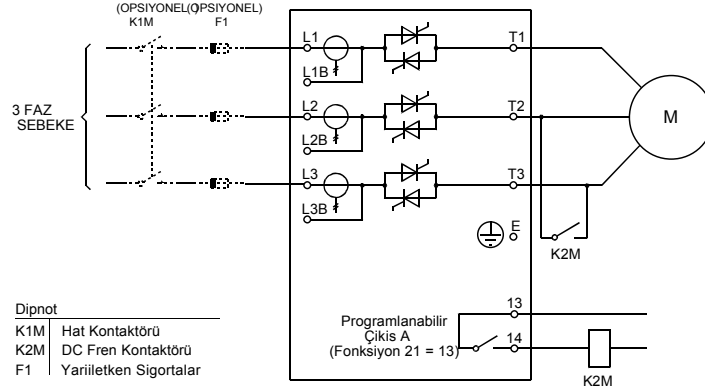 (OPSIYONEL) (OPSIYONEL)
K1M F1
L1 T1
L1B
3 FAZ
SEBEKE
L2 T2
L2B
M
L3 T3
L3B
E
K2M
Dipnot
K1M Hat Kontaktörü
K2M DC Fren Kontaktörü
F1 Yariiletken Sigortalar
Programlanabilir
Çikis A
(Fonksiyon 21 = 13)
13
14
K2M